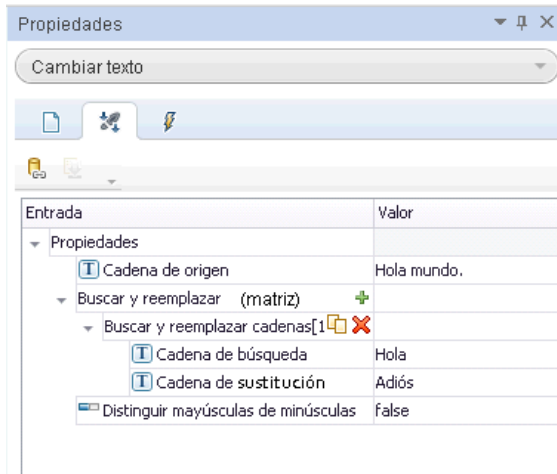 Propiedades
Cambiar texto
Entrada Valor
Propiedades
Cadena de origen Hola mundo.
Buscar y reemplazar (matriz)
Buscar y reemplazar cadenas[1
Cadena de búsqueda Hola
Cadena de sustitución Adiós
Distinguir mayúsculas de minúsculas false